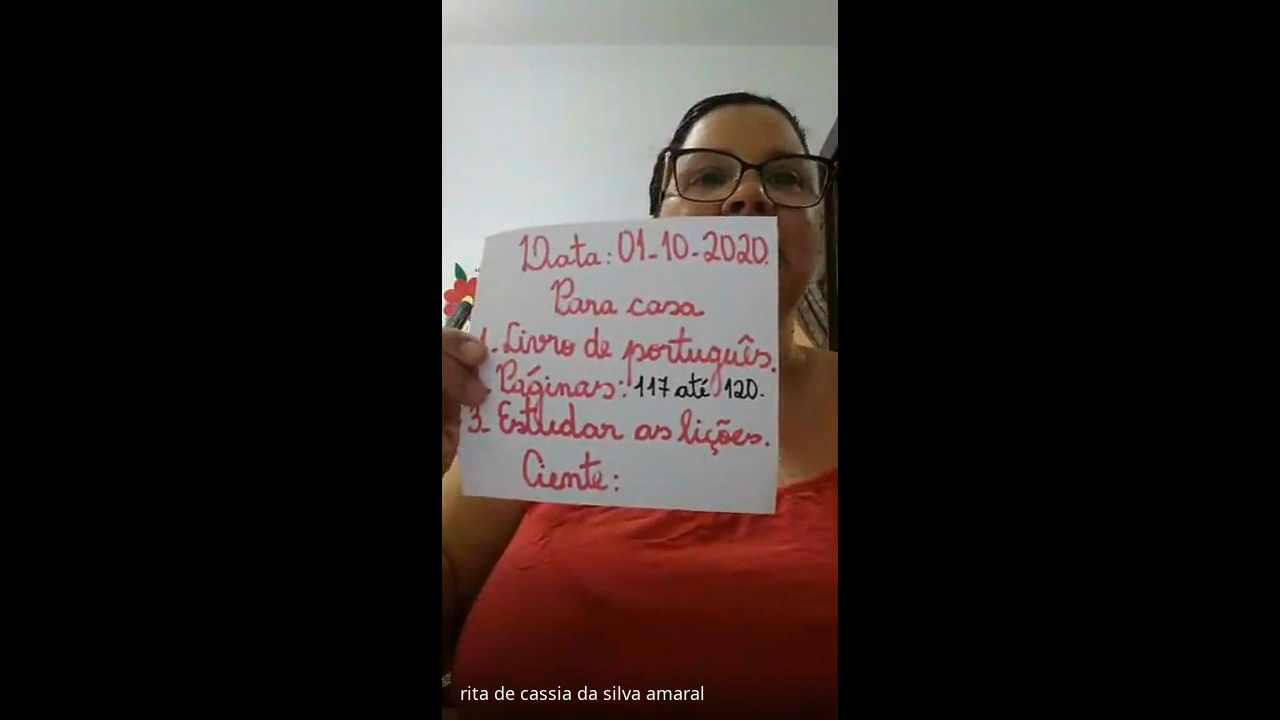 Data: 01-10-2020.
Para casa
1. Livro de português.
Páginas: 117 até 120.
3. Estudar as lições.
Ciente:
rita de cassia da silva amaral